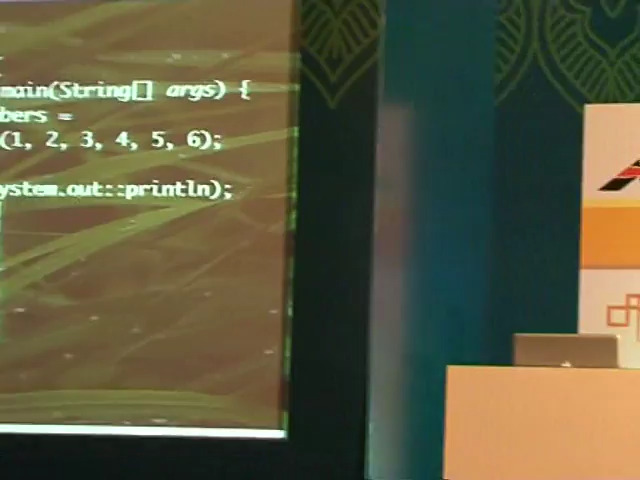 main(String[] args) {
bers =
(1, 2, 3, 4, 5, 6);
ystem.out::println);